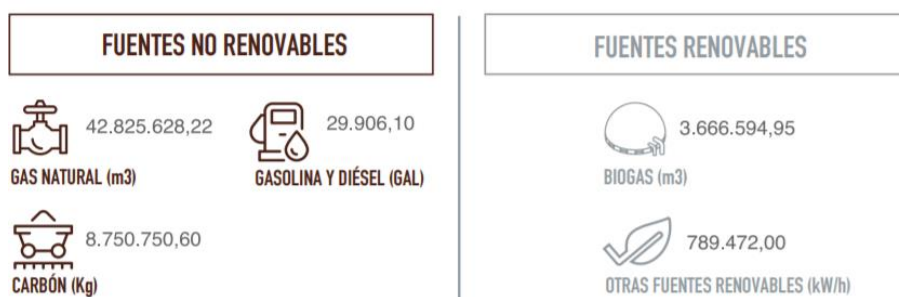 FUENTES NO RENOVABLES
42.825.628,22
GAS NATURAL (m3)
29.906,10
GASOLINA Y DIÉSEL (GAL)
8.750.750,60
CARBÓN (Kg)
FUENTES RENOVABLES
3.666.594,95
BIOGAS (m3)
789.472,00
OTRAS FUENTES RENOVABLES (kW/h)